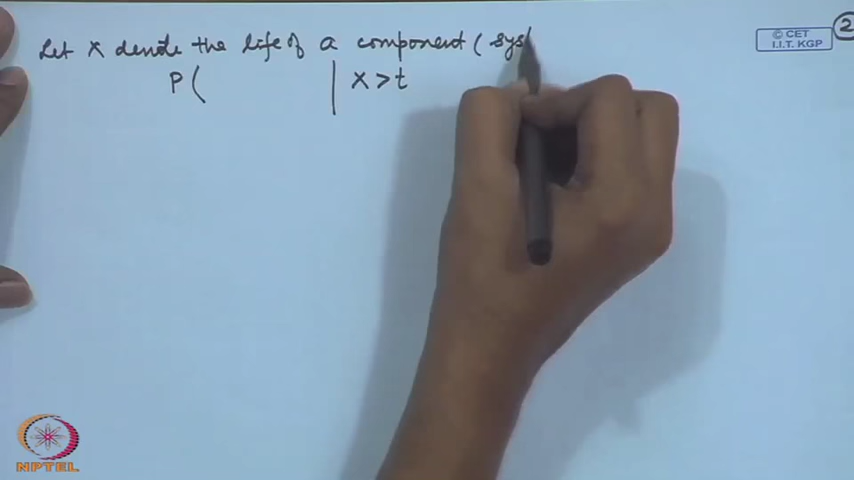 Let X denote the life of a component ( sys
P( | X > t
© CET
I.I.T. KGP
2
NPTEL